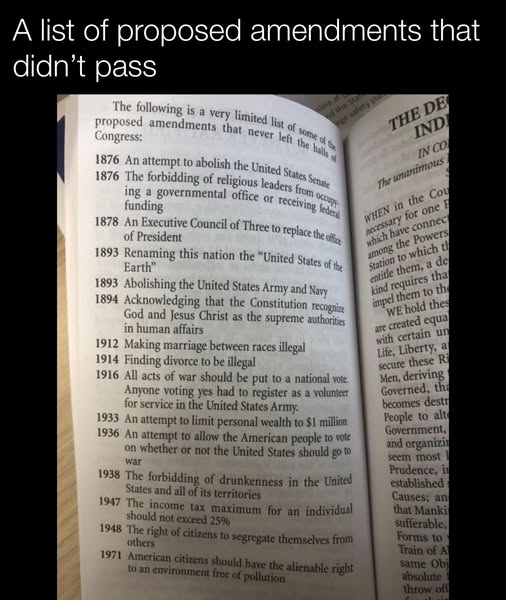 A list of proposed amendments that
didn't pass
The following is a very limited list of some of the
proposed amendments that never left the halls of
Congress:
1876 An attempt to abolish the United States Senate
1876 The forbidding of religious leaders from occupy-
ing a governmental office or receiving federal
funding
1878 An Executive Council of Three to replace the office
of President
1893 Renaming this nation the "United States of the
Earth"
1893 Abolishing the United States Army and Navy
1894 Acknowledging that the Constitution recognize
God and Jesus Christ as the supreme authorities
in human affairs
1912 Making marriage between races illegal
1914 Finding divorce to be illegal
1916 All acts of war should be put to a national vote.
Anyone voting yes had to register as a volunteer
for service in the United States Army.
1933 An attempt to limit personal wealth to $1 million
1936 An attempt to allow the American people to vote
on whether or not the United States should go to
war
1938 The forbidding of drunkenness in the United
States and all of its territories
1947 The income tax maximum for an individual
should not exceed 25%
1948 The right of citizens to segregate themselves from
others
1971 American citizens should have the alienable right
to an environment free of pollution
THE DE
IND
IN CO
The unanimous
WHEN in the Cou
necessary for one
which have connec
among the Powers
Station to which t
entitle them, a de
kind requires tha
impel them to the
WE hold thes
are created equa
with certain un
Life, Liberty, a
secure these Ri
Men, deriving
Governed, tha
becomes destr
People to alt
Government,
and organizin
seem most
Prudence, i
established
Causes; an
that Manki
sufferable,
Forms to
Train of A
same Obj
absolute
throw off